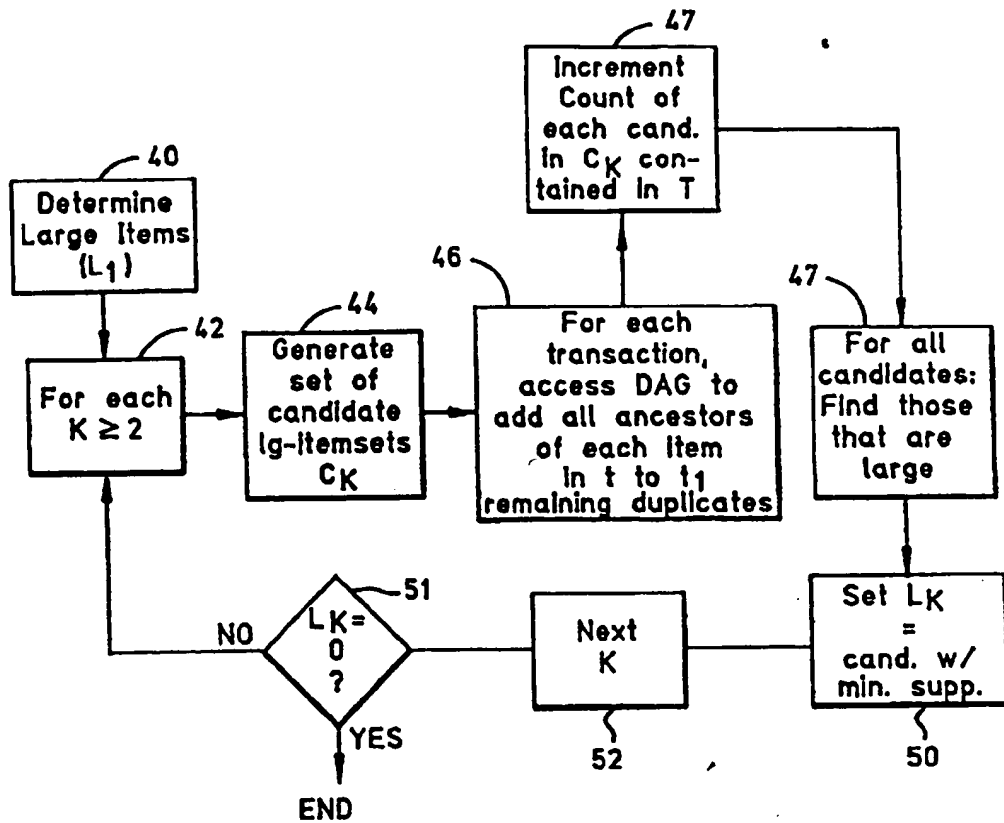 40
Determine
Large Items
(L1)
42
For each
K ≥ 2
44
Generate
set of
candidate
lg-Itemsets
CK
46
For each
transaction,
access DAG to
add all ancestors
of each item
in t to t1
remaining duplicates
47
Increment
Count of
each cand.
in CK con-
tained in T
47
For all
candidates:
Find those
that are
large
Set LK
=
cand. w/
min. supp.
50
Next
K
52
51
LK=
0
?
NO
YES
END